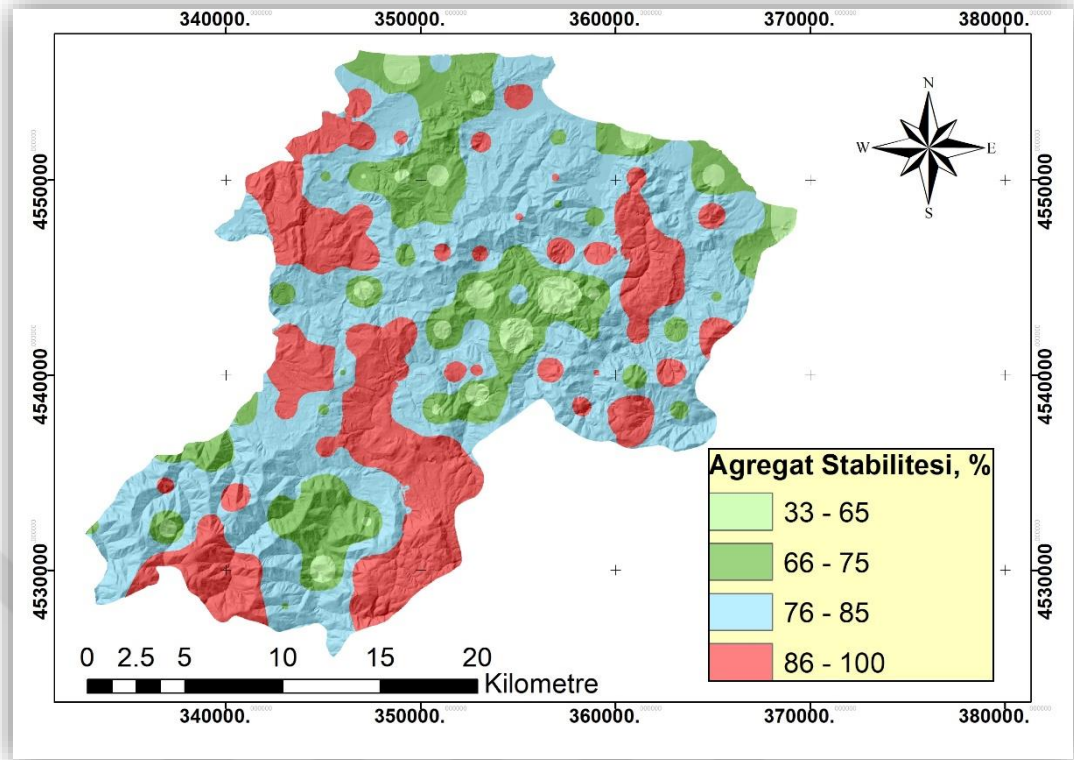 340000. 350000. 360000. 370000. 380000.
N
W E
S
4550000 4550000
4540000 4540000
4530000 4530000
Agregat Stabilitesi, %
33 - 65
66 - 75
76 - 85
86 - 100
0 2.5 5 10 15 20
Kilometre
340000. 350000. 360000. 370000. 380000.